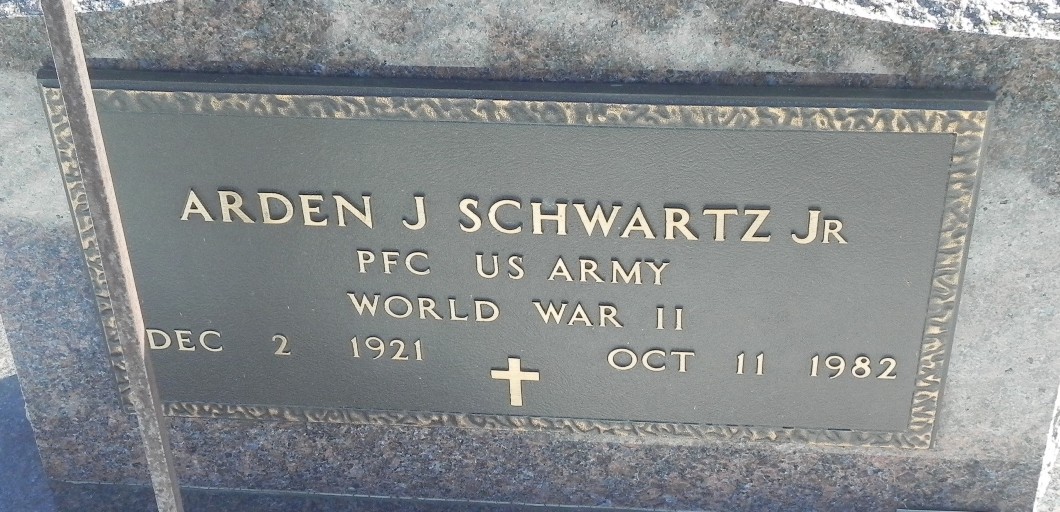 ARDEN J SCHWARTZ JR
PFC US ARMY
WORLD WAR II
DEC 2 1921 OCT 11 1982